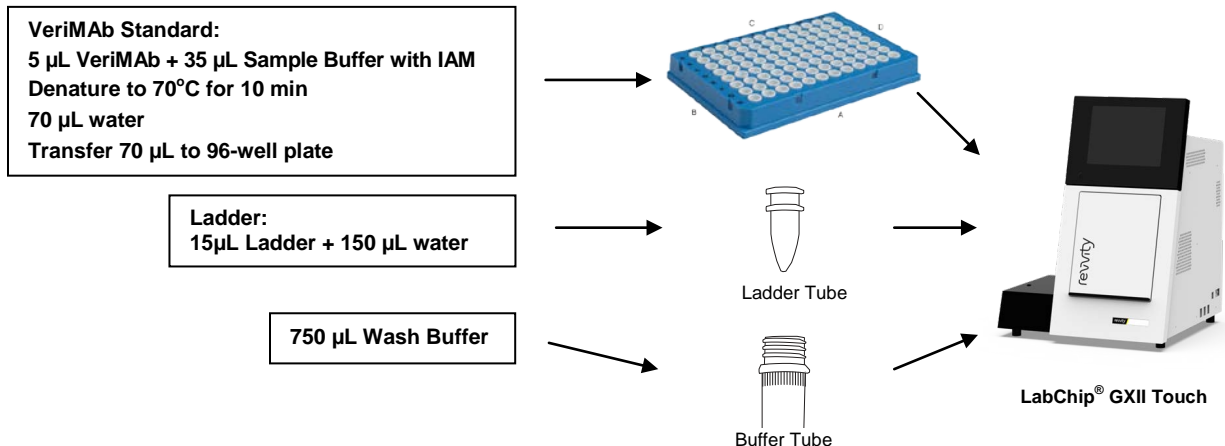 VeriMAb Standard:
5 µL VeriMAb + 35 µL Sample Buffer with IAM
Denature to 70°C for 10 min
70 µL water
Transfer 70 µL to 96-well plate
C
D
B
A
Ladder:
15µL Ladder + 150 µL water
Ladder Tube
revvity
750 µL Wash Buffer
Buffer Tube
revvity
LabChip® GXII Touch